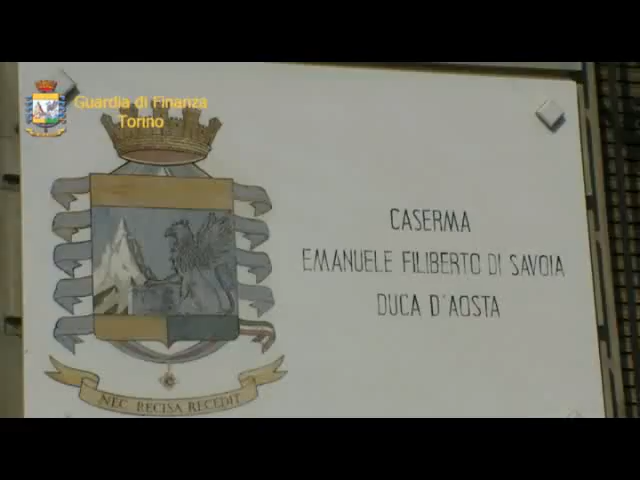 Guardia di Finanza
Torino
CASERMA
EMANUELE FILIBERTO DI SAVOIA
DUCA D'AOSTA
NEC RECISA RECEDIT